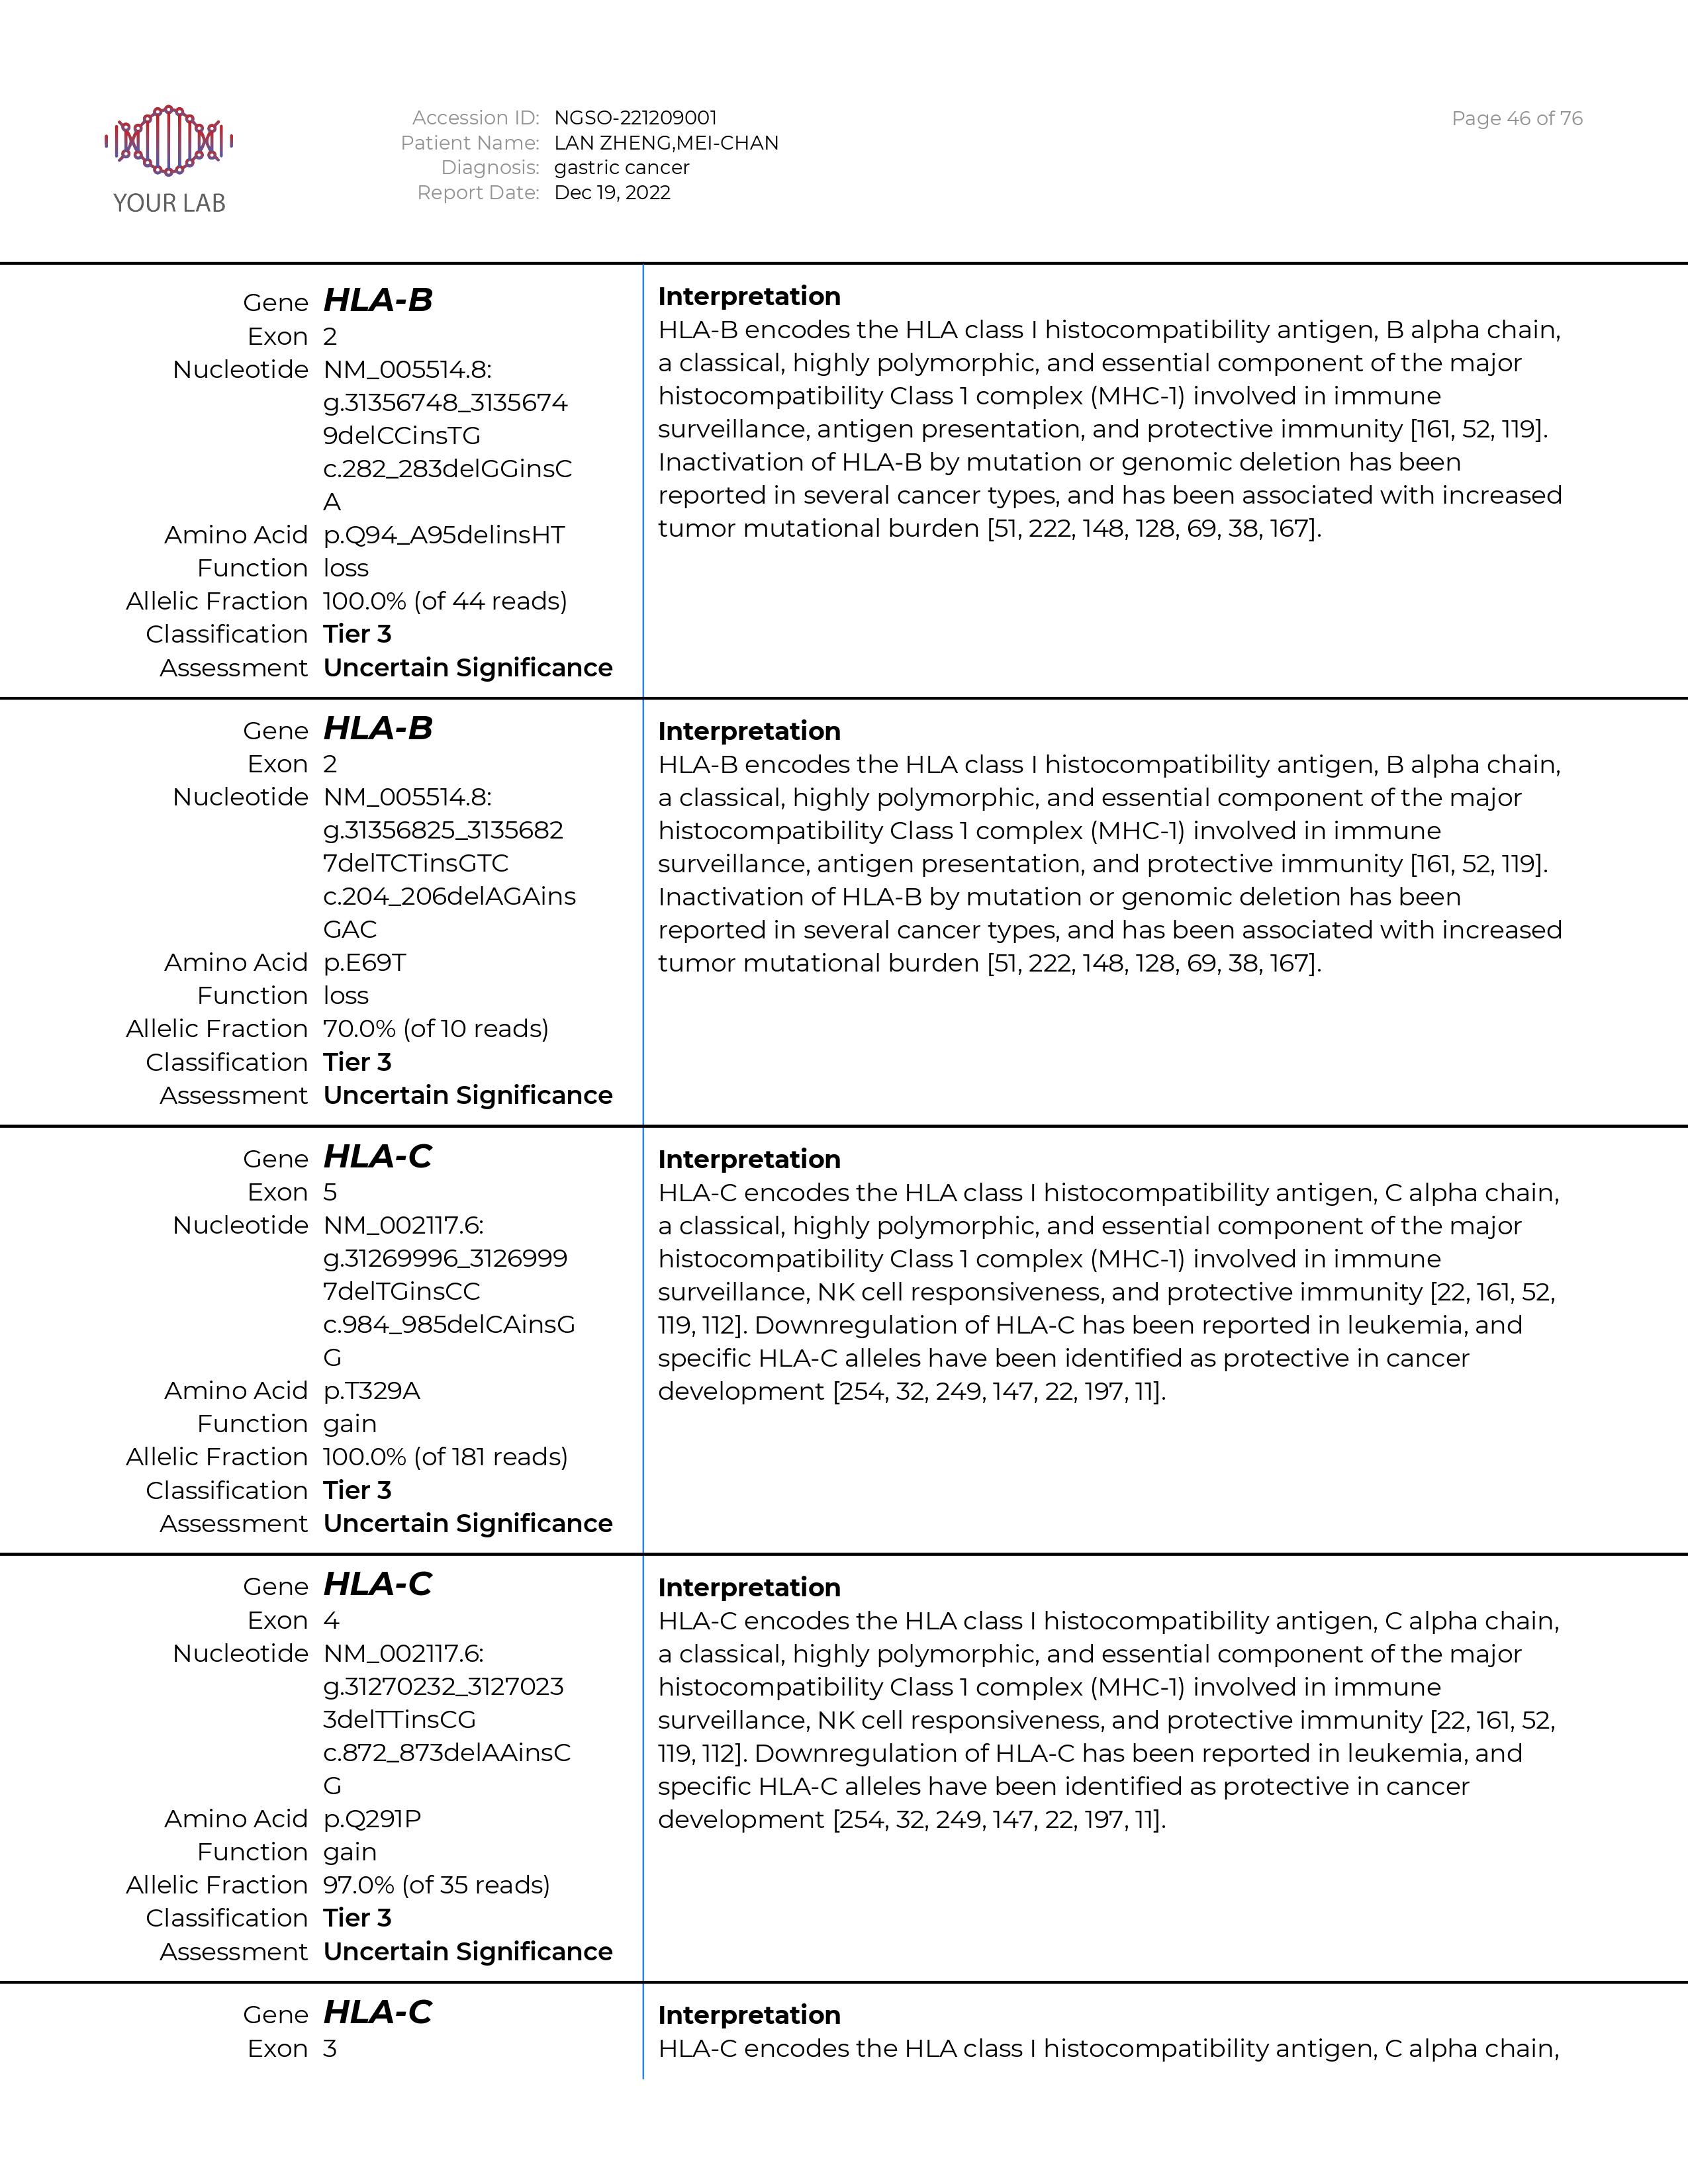 YOUR LAB
Accession ID: NGSO-221209001
Patient Name: LAN ZHENG,MEI-CHAN
Diagnosis: gastric cancer
Report Date: Dec 19, 2022
Page 46 of 76
Gene HLA-B
Exon 2
Nucleotide NM_005514.8:
g.31356748_3135674
9delCCinsTG
c.282_283delGGinsC
A
Amino Acid p.Q94_A95delinsHT
Function loss
Allelic Fraction 100.0% (of 44 reads)
Classification Tier 3
Assessment Uncertain Significance
Interpretation
HLA-B encodes the HLA class I histocompatibility antigen, B alpha chain,
a classical, highly polymorphic, and essential component of the major
histocompatibility Class 1 complex (MHC-1) involved in immune
surveillance, antigen presentation, and protective immunity [161, 52, 119].
Inactivation of HLA-B by mutation or genomic deletion has been
reported in several cancer types, and has been associated with increased
tumor mutational burden [51, 222, 148, 128, 69, 38, 167].
Gene HLA-B
Exon 2
Nucleotide NM_005514.8:
g.31356825_3135682
7delTCTinsGTC
c.204_206delAGAins
GAC
Amino Acid p.E69T
Function loss
Allelic Fraction 70.0% (of 10 reads)
Classification Tier 3
Assessment Uncertain Significance
Interpretation
HLA-B encodes the HLA class I histocompatibility antigen, B alpha chain,
a classical, highly polymorphic, and essential component of the major
histocompatibility Class 1 complex (MHC-1) involved in immune
surveillance, antigen presentation, and protective immunity [161, 52, 119].
Inactivation of HLA-B by mutation or genomic deletion has been
reported in several cancer types, and has been associated with increased
tumor mutational burden [51, 222, 148, 128, 69, 38, 167].
Gene HLA-C
Exon 5
Nucleotide NM_002117.6:
g.31269996_3126999
7delTGinsCC
c.984_985delCAinsG
G
Amino Acid p.T329A
Function gain
Allelic Fraction 100.0% (of 181 reads)
Classification Tier 3
Assessment Uncertain Significance
Interpretation
HLA-C encodes the HLA class I histocompatibility antigen, C alpha chain,
a classical, highly polymorphic, and essential component of the major
histocompatibility Class 1 complex (MHC-1) involved in immune
surveillance, NK cell responsiveness, and protective immunity [22, 161, 52,
119, 112]. Downregulation of HLA-C has been reported in leukemia, and
specific HLA-C alleles have been identified as protective in cancer
development [254, 32, 249, 147, 22, 197, 11].
Gene HLA-C
Exon 4
Nucleotide NM_002117.6:
g.31270232_3127023
3delTTinsCG
c.872_873delAAinsC
G
Amino Acid p.Q291P
Function gain
Allelic Fraction 97.0% (of 35 reads)
Classification Tier 3
Assessment Uncertain Significance
Interpretation
HLA-C encodes the HLA class I histocompatibility antigen, C alpha chain,
a classical, highly polymorphic, and essential component of the major
histocompatibility Class 1 complex (MHC-1) involved in immune
surveillance, NK cell responsiveness, and protective immunity [22, 161, 52,
119, 112]. Downregulation of HLA-C has been reported in leukemia, and
specific HLA-C alleles have been identified as protective in cancer
development [254, 32, 249, 147, 22, 197, 11].
Gene HLA-C
Exon 3
Interpretation
HLA-C encodes the HLA class I histocompatibility antigen, C alpha chain,